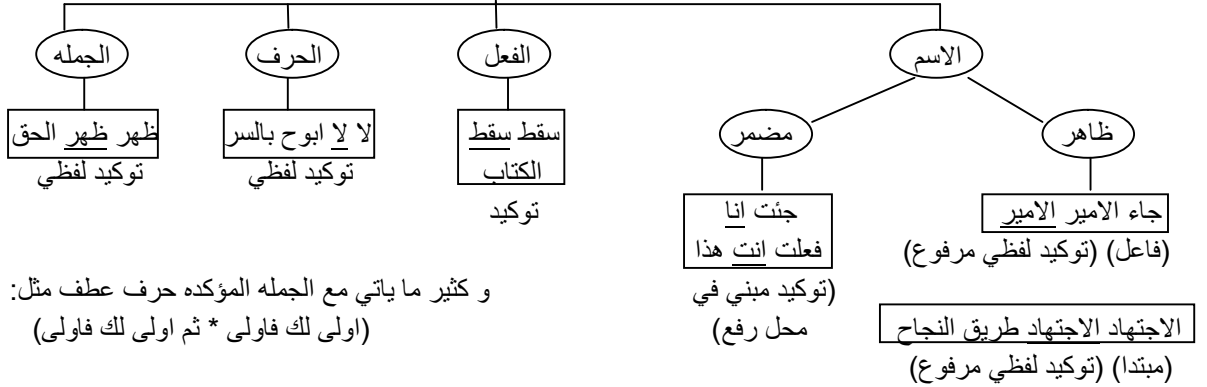 الاسم
الفعل
الحرف
الجمله
ظاهر
مضمر
جاء الامير الامير
(فاعل) (توكيد لفظي مرفوع)
الاجتهاد الاجتهاد طريق النجاح
(مبتدا) (توكيد لفظي مرفوع)
جئت انا
فعلت انت هذا
(توكيد مبني في
محل رفع)
سقط سقط
الكتاب
توكيد
لا لا ابوح بالسر
توكيد لفظي
ظهر ظهر الحق
توكيد لفظي
و كثير ما ياتي مع الجمله المؤكده حرف عطف مثل:
(اولى لك فاولى * ثم اولى لك فاولى)